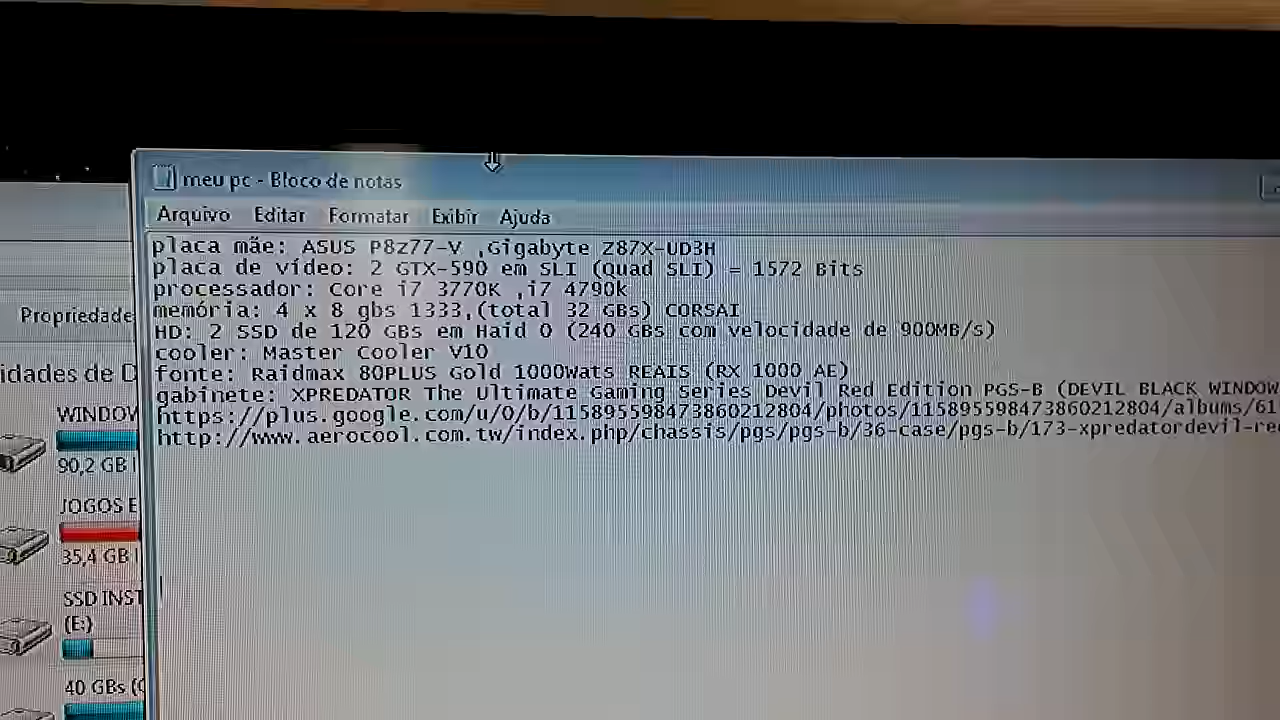 meu pc - Bloco de notas
Arquivo Editar Formatar Exibir Ajuda
placa mãe: ASUS P8z77-V ,Gigabyte Z87X-UD3H
placa de vídeo: 2 GTX-590 em SLI (Quad SLI) = 1572 Bits
processador: Core i7 3770K ,i7 4790k
memória: 4 x 8 gbs 1333,(total 32 GBs) CORSAI
HD: 2 SSD de 120 GBs em Haid 0 (240 GBs com velocidade de 900MB/s)
cooler: Master Cooler V10
fonte: Raidmax 80PLUS Gold 1000wats REAIS (RX 1000 AE)
gabinete: XPREDATOR The Ultimate Gaming Series Devil Red Edition PGS-B (DEVIL BLACK WINDOW
https://plus.google.com/u/0/b/115895598473860212804/photos/115895598473860212804/albums/61
http://www.aerocool.com.tw/index.php/chassis/pgs/pgs-b/36-case/pgs-b/173-xpredatordevil-re
Propriedade
idades de D
WINDOW
90,2 GB
JOGOS E
35,4 GB
SSD INST
(E:)
40 GBs (